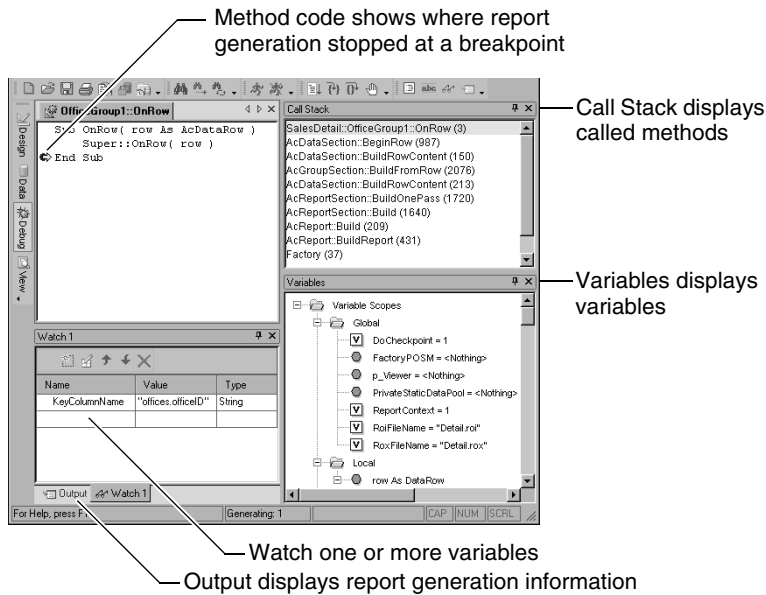 Method code shows where report
generation stopped at a breakpoint
OfficeGroup1::OnRow
Sub OnRow( row As AcDataRow )
Super::OnRow( row )
End Sub
Design
Data
Debug
View
Call Stack
SalesDetail::OfficeGroup1::OnRow (3)
AcDataSection::BeginRow (987)
AcDataSection::BuildRowContent (150)
AcGroupSection::BuildFromRow (2076)
AcDataSection::BuildRowContent (213)
AcReportSection::BuildOnePass (1720)
AcReportSection::Build (1640)
AcReport::Build (209)
AcReport::BuildReport (431)
Factory (37)
Call Stack displays
called methods
Variables
Variable Scopes
Global
DoCheckpoint = 1
FactoryPOSM = <Nothing>
p_Viewer = <Nothing>
PrivateStaticDataPool = <Nothing>
ReportContext = 1
RoiFileName = "Detail.roi"
RoxFileName = "Detail.rox"
Local
row As DataRow
Variables displays
variables
Watch 1
Name Value Type
KeyColumnName "offices.officeID" String
Output Watch 1
For Help, press F1 Generating: 1 CAP NUM SCRL
Watch one or more variables
Output displays report generation information